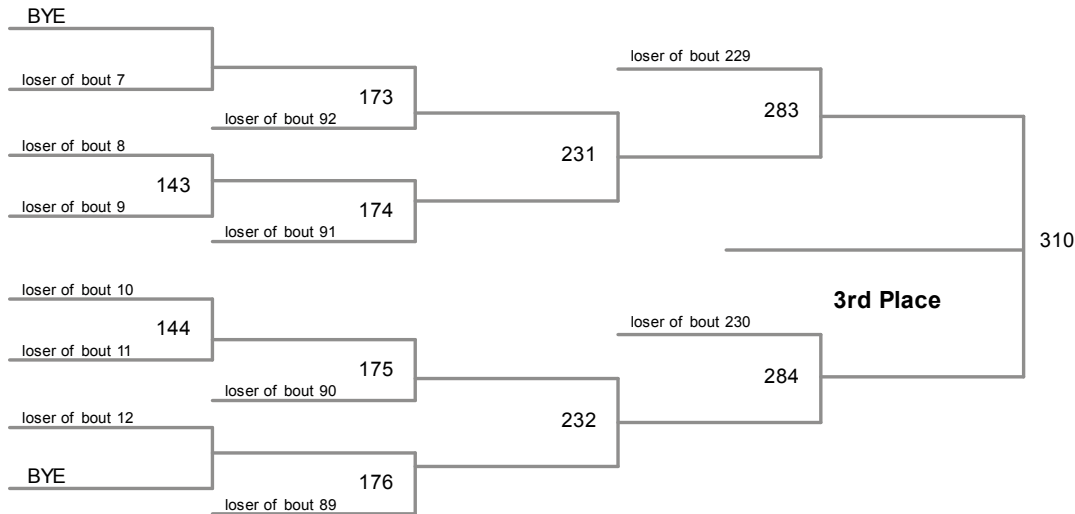 BYE
loser of bout 229
loser of bout 7
173
283
loser of bout 92
loser of bout 8
231
143
174
loser of bout 9
loser of bout 91
310
loser of bout 10
3rd Place
144
loser of bout 230
loser of bout 11
175
284
loser of bout 90
loser of bout 12
232
BYE
176
loser of bout 89